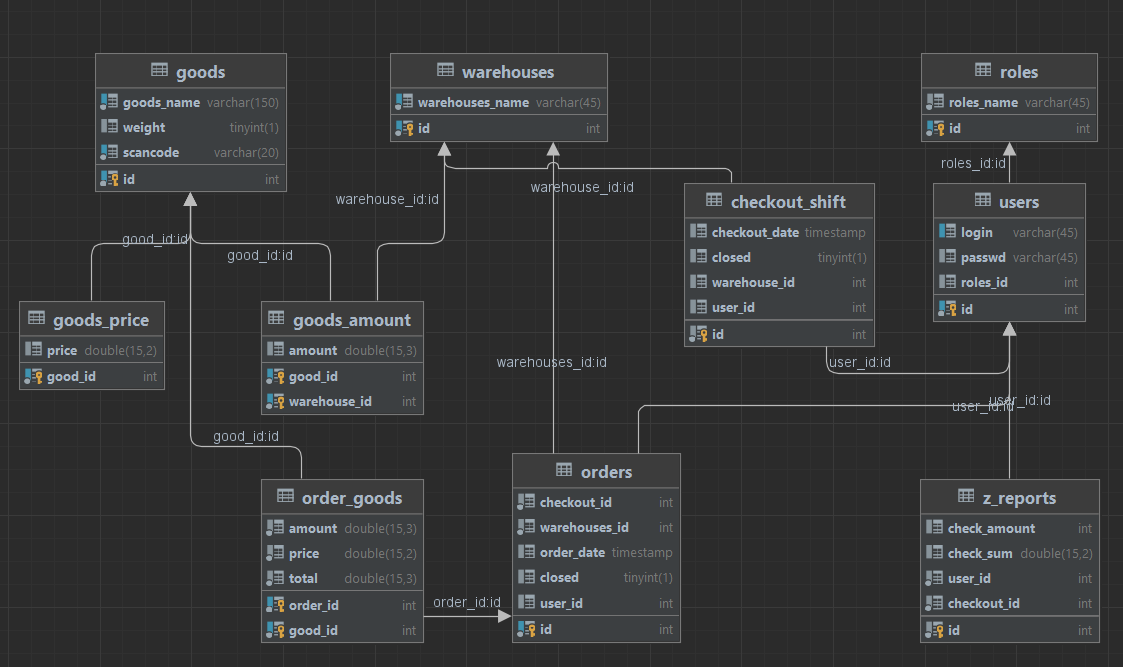 goods
goods_name varchar(150)
weight tinyint(1)
scancode varchar(20)
id int
warehouses
warehouses_name varchar(45)
id int
roles
roles_name varchar(45)
id int
roles_id:id
warehouse_id:id
warehouse_id:id
checkout_shift
checkout_date timestamp
closed tinyint(1)
warehouse_id int
user_id int
id int
users
login varchar(45)
passwd varchar(45)
roles_id int
id int
good_id:id
good_id:id
goods_price
price double(15,2)
good_id int
goods_amount
amount double(15,3)
good_id int
warehouse_id int
warehouses_id:id
user_id:id
user_id:id
user_id:id
good_id:id
order_goods
amount double(15,3)
price double(15,2)
total double(15,3)
order_id int
good_id int
order_id:id
orders
checkout_id int
warehouses_id int
order_date timestamp
closed tinyint(1)
user_id int
id int
z_reports
check_amount int
check_sum double(15,2)
user_id int
checkout_id int
id int